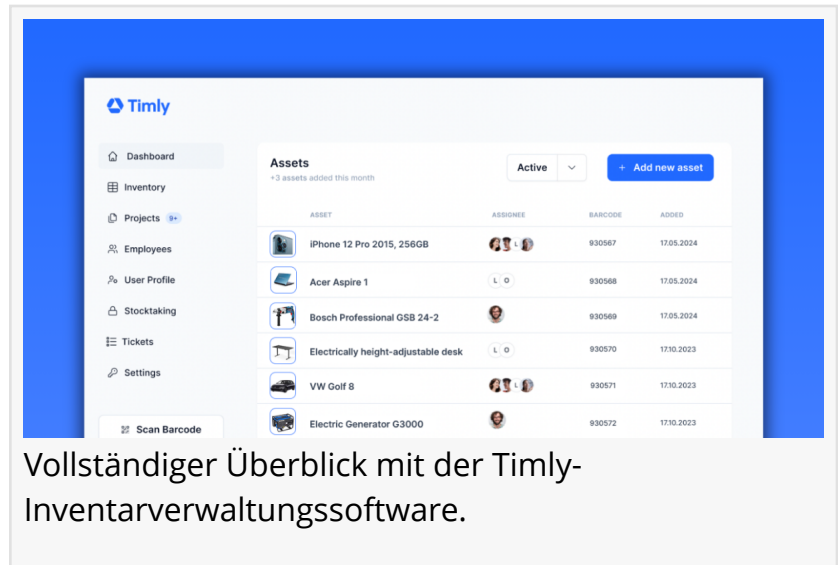 Timly
Dashboard
Inventory
Projects 9+
Employees
User Profile
Stocktaking
Tickets
Settings
Scan Barcode
Assets
+3 assets added this month
Active
+ Add new asset
ASSET ASSIGNEE BARCODE ADDED
iPhone 12 Pro 2015, 256GB L 930567 17.05.2024
Acer Aspire 1 L O 930568 17.05.2024
Bosch Professional GSB 24-2 930569 17.05.2024
Electrically height-adjustable desk L O 930570 17.10.2023
VW Golf 8 L 930571 17.10.2023
Electric Generator G3000 930572 17.10.2023
Vollständiger Überblick mit der Timly-
Inventarverwaltungssoftware.